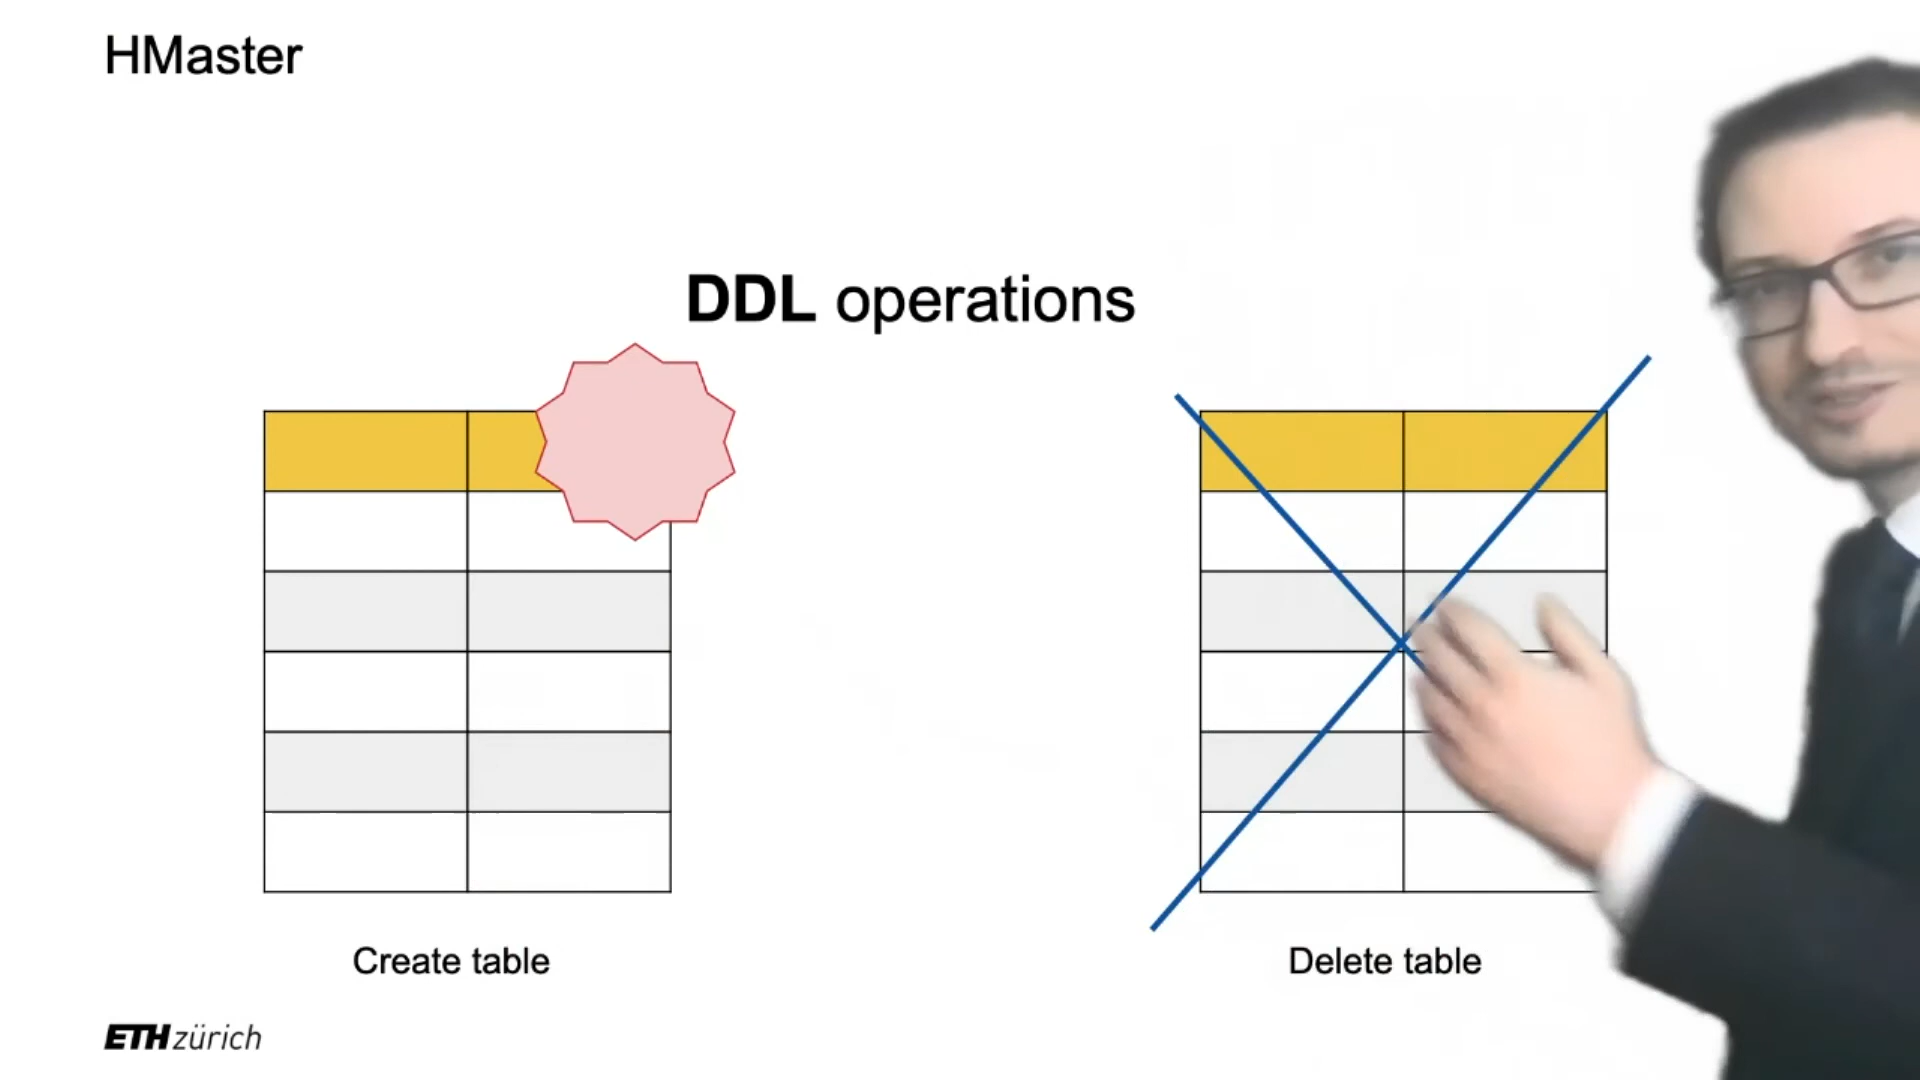 HMaster
DDL operations
Create table
Delete table
ETH zürich